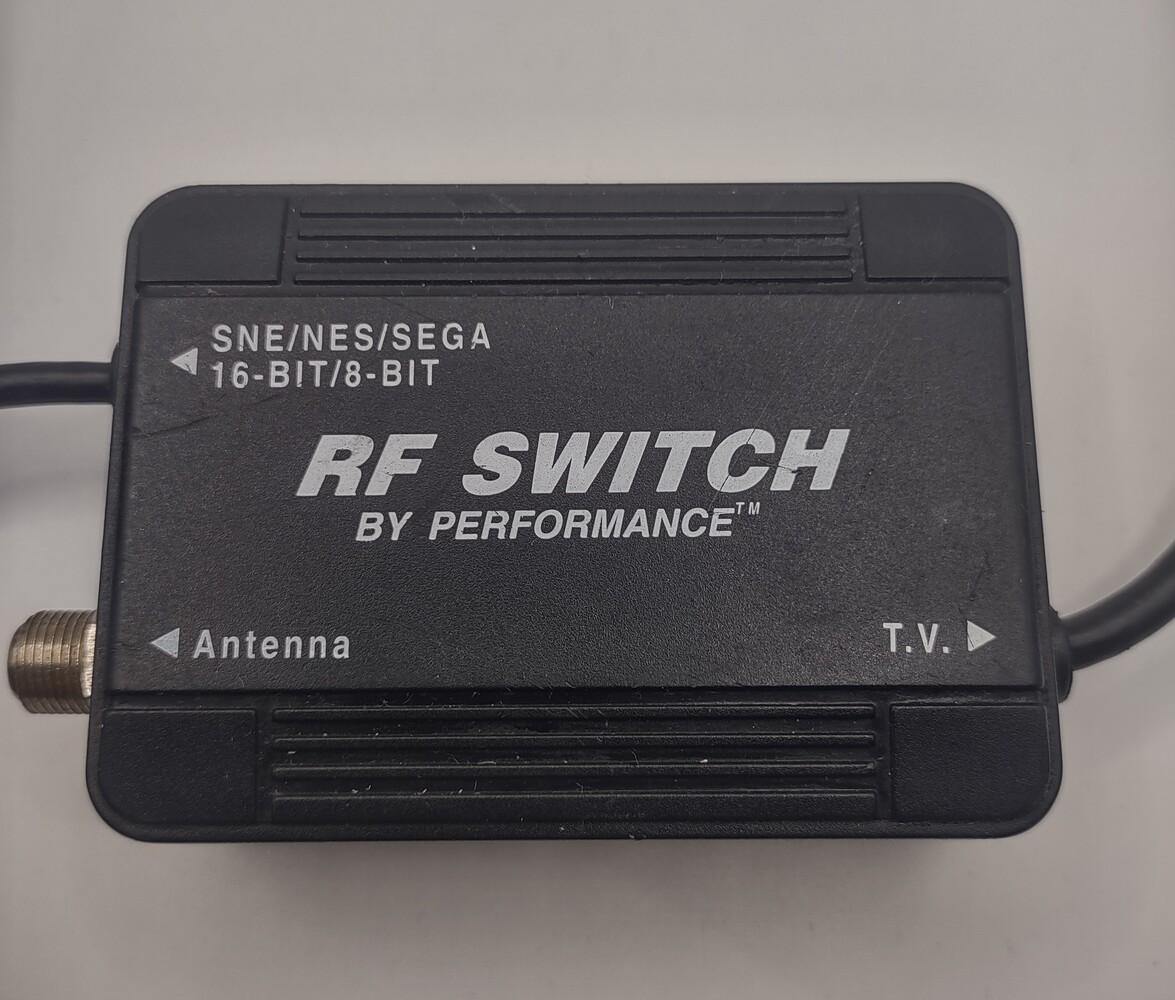 SNE/NES/SEGA
16-BIT/8-BIT
RF SWITCH
BY PERFORMANCE™
Antenna
T.V.